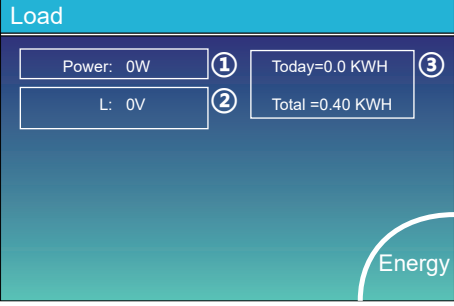 Load
Power: 0W
①
L: 0V
②
Today=0.0 KWH
③
Total =0.40 KWH
Energy